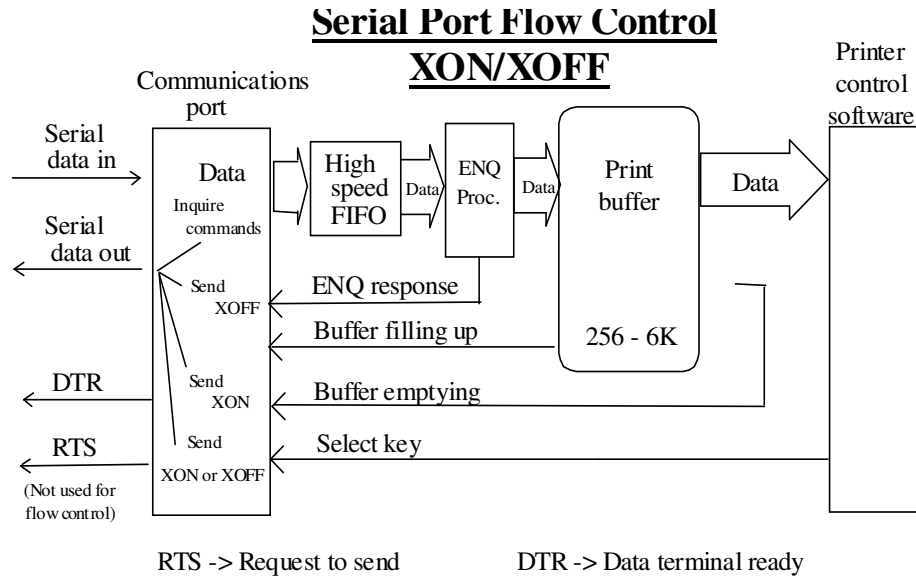 Serial Port Flow Control
XON/XOFF
Communications
port
Printer
control
software
Serial
data in
Data
High
speed
FIFO
Data
ENQ
Proc.
Data
Print
buffer
Data
Inquire
commands
Serial
data out
Send
XOFF
ENQ response
Buffer filling up
256 - 6K
DTR
Send
XON
Buffer emptying
RTS
(Not used for
flow control)
Send
XON or XOFF
Select key
RTS -> Request to send
DTR -> Data terminal ready